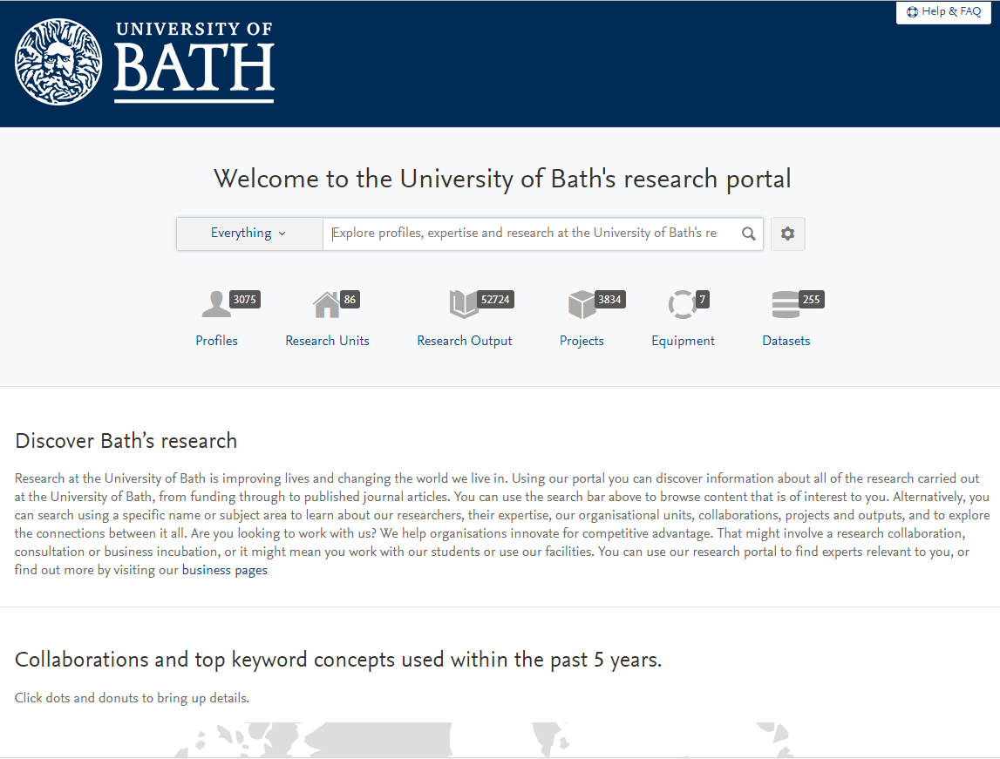 Help & FAQ
UNIVERSITY OF
BATH
Welcome to the University of Bath's research portal
Everything
Explore profiles, expertise and research at the University of Bath's re
3075
86
52724
3834
7
255
Profiles
Research Units
Research Output
Projects
Equipment
Datasets
Discover Bath’s research
Research at the University of Bath is improving lives and changing the world we live in. Using our portal you can discover information about all of the research carried out
at the University of Bath, from funding through to published journal articles. You can use the search bar above to browse content that is of interest to you. Alternatively, you
can search using a specific name or subject area to learn about our researchers, their expertise, our organisational units, collaborations, projects and outputs, and to explore
the connections between it all. Are you looking to work with us? We help organisations innovate for competitive advantage. That might involve a research collaboration,
consultation or business incubation, or it might mean you work with our students or use our facilities. You can use our research portal to find experts relevant to you, or
find out more by visiting our business pages
Collaborations and top keyword concepts used within the past 5 years.
Click dots and donuts to bring up details.